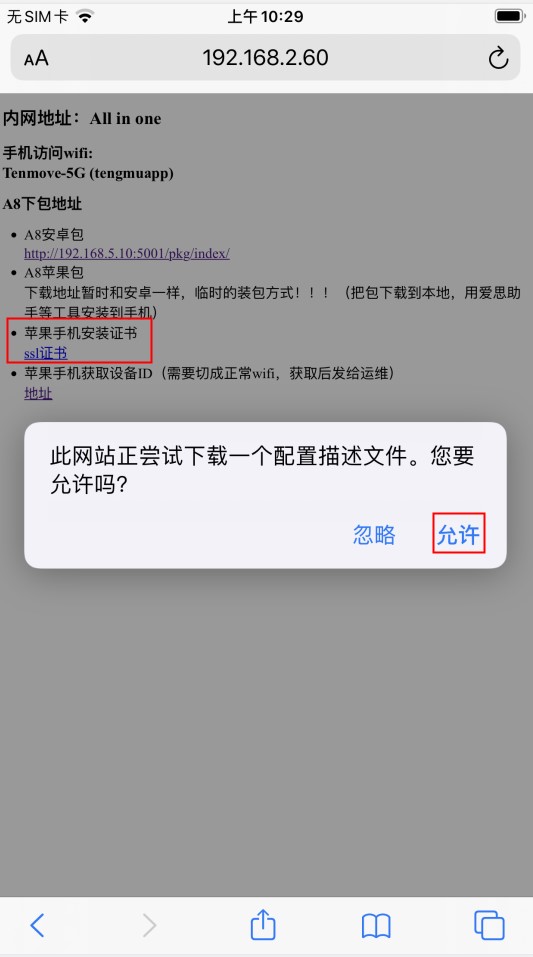 无SIM卡 上午10:29
AA 192.168.2.60
内网地址：All in one
手机访问wifi:
Tenmove-5G (tengmuapp)
A8下包地址
• A8安卓包
http://192.168.5.10:5001/pkg/index/
• A8苹果包
下载地址暂时和安卓一样，临时的装包方式！！！（把包下载到本地，用爱思助
手等工具安装到手机）
• 苹果手机安装证书
ssl证书
• 苹果手机获取设备ID（需要切成正常wifi，获取后发给运维）
地址
此网站正尝试下载一个配置描述文件。您要
允许吗?
忽略 允许